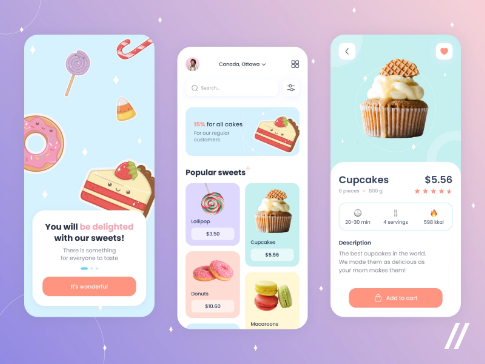 You will be delighted
with our sweets!
There is something
for everyone to taste
It's wonderful
Canada, Ottawa
Search...
15% for all cakes
For our regular
customers
Popular sweets
Lollipop
$3.50
Cupcakes
$5.56
Donuts
$10.50
Macaroons
Cupcakes
$5.56
6 pieces
600 g
20-30 min
4 servings
598 kkal
Description
The best cupcakes in the world.
We made them as delicious as
your mom makes them!
Add to cart